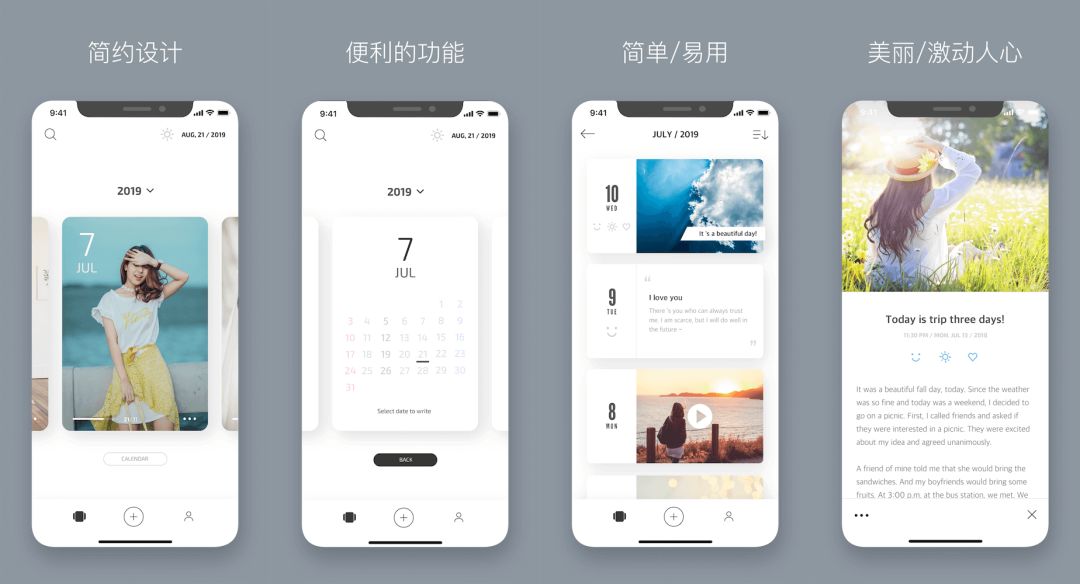 简约设计
9:41
AUG, 21 / 2019
2019
7
JUL
CALENDAR
便利的功能
9:41
AUG, 21 / 2019
2019
7
JUL
1 2
3 4 5 6 7 8 9
10 11 12 13 14 15 16
17 18 19 20 21 22 23
24 25 26 27 28 29 30
31
Select date to write
BACK
简单/易用
9:41
JULY / 2019
10
WED
It 's a beautiful day!
9
TUE
“
I love you
There 's you who can always trust
me. i am scarce, but i will do well in
the future ~
”
8
MON
美丽/激动人心
9:41
Today is trip three days!
11:30 PM / MON. JUL 13 / 2018
It was a beautiful fall day, today. Since the weather
was so fine and today was a weekend, I decided to
go on a picnic. First, I called friends and asked if
they were interested in a picnic. They were excited
about my idea and agreed unanimously.
A friend of mine told me that she would bring the
sandwiches. And my boyfriends would bring some
fruits. At 3:00 p.m. at the bus station, we met. We